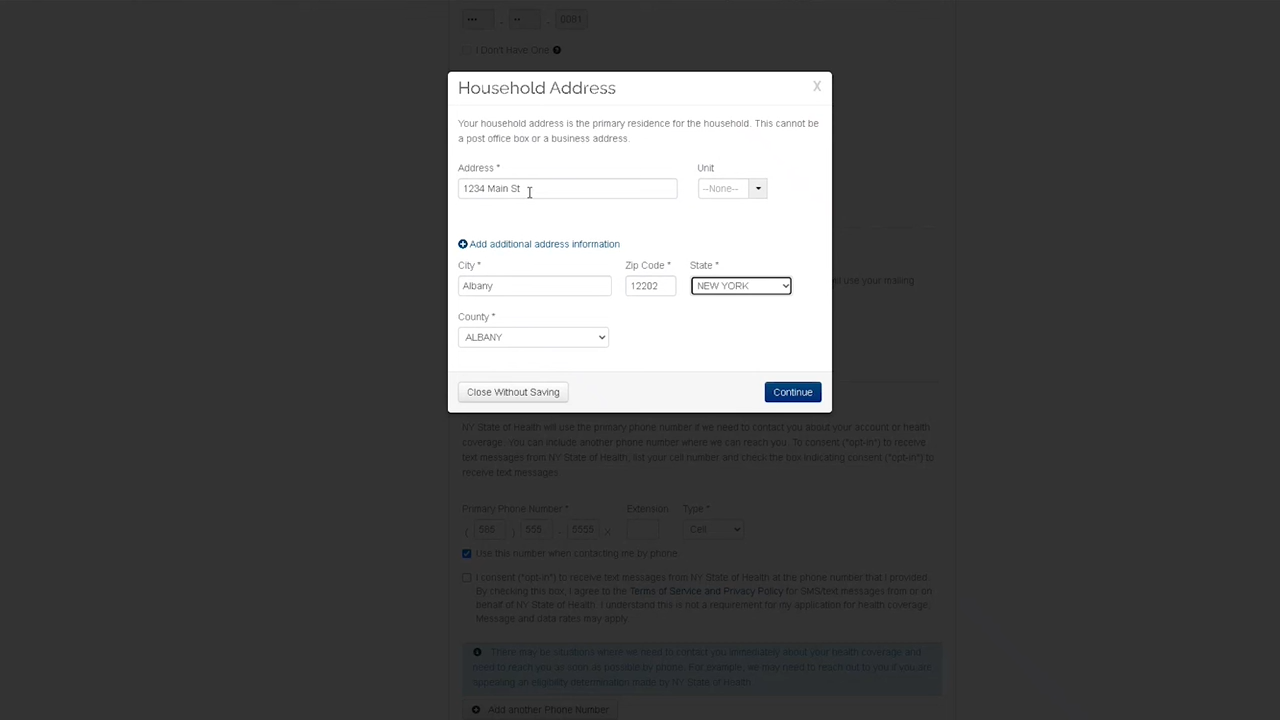 ••• - •• - 0081
I Don't Have One
Household Address X
Your household address is the primary residence for the household. This cannot be
a post office box or a business address.
Address * Unit
1234 Main St --None--
Add additional address information
City * Zip Code * State *
Albany 12202 NEW YORK
ll use your mailing
County *
ALBANY
Close Without Saving Continue
NY State of Health will use the primary phone number if we need to contact you about your account or health
coverage. You can include another phone number where we can reach you. To consent ("opt-in") to receive
text messages from NY State of Health, list your cell number and check the box indicating consent ("opt-in") to
receive text messages.
Primary Phone Number * Extension Type *
( 585 ) 555 - 5555 x Cell
Use this number when contacting me by phone
I consent ("opt-in") to receive text messages from NY State of Health at the phone number that I provided.
By checking this box, I agree to the Terms of Service and Privacy Policy for SMS/text messages from or on
behalf of NY State of Health. I understand this is not a requirement for my application for health coverage.
Message and data rates may apply.
There may be situations where we need to contact you immediately about your health coverage and
need to reach you as soon as possible by phone. For example, we may need to reach out to you if you are
appealing an eligibility determination made by NY State of Health.
Add another Phone Number